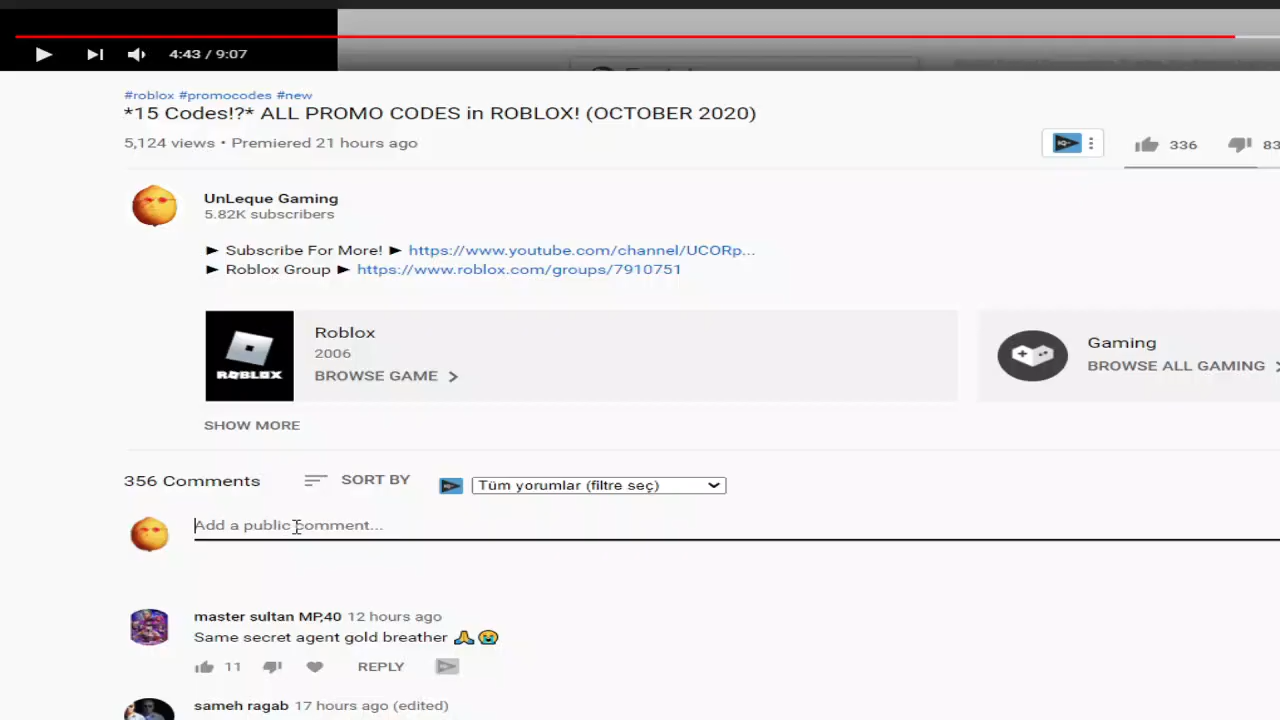 4:43 / 9:07
#roblox #promocodes #new
*15 Codes!?* ALL PROMO CODES in ROBLOX! (OCTOBER 2020)
5,124 views • Premiered 21 hours ago
336
83
UnLeque Gaming
5.82K subscribers
► Subscribe For More! ► https://www.youtube.com/channel/UCORp...
► Roblox Group ► https://www.roblox.com/groups/7910751
ROBLOX
Roblox
2006
BROWSE GAME
Gaming
BROWSE ALL GAMING
SHOW MORE
356 Comments
SORT BY
Tüm yorumlar (filtre seç)
Add a public comment...
master sultan MP,40 12 hours ago
Same secret agent gold breather 🙏😭
11
REPLY
sameh ragab 17 hours ago (edited)